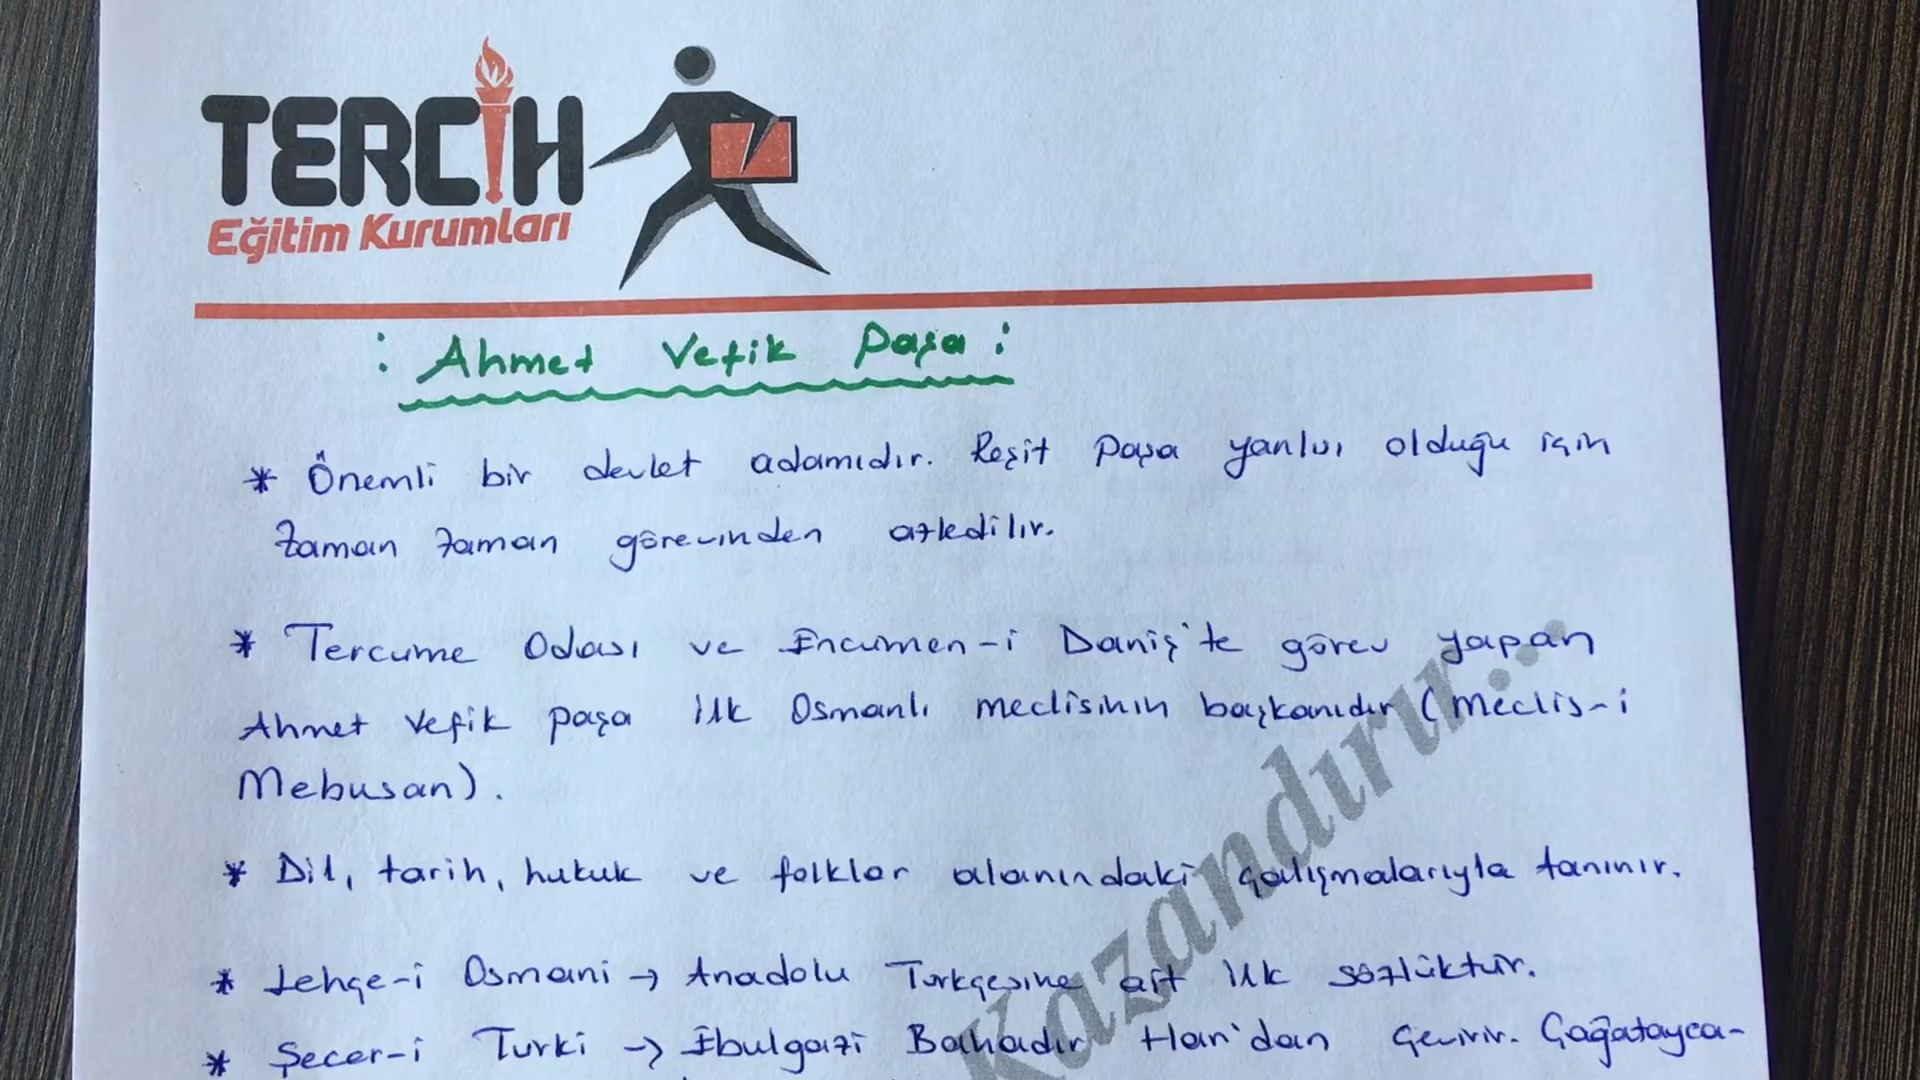 TERCİH
Eğitim Kurumları
: Ahmet Vefik Paşa :
* Önemli bir devlet adamıdır. Reşit Paşa yanlısı olduğu için
zaman zaman görevinden azledilir.
* Tercume Odası ve Encumen-i Daniş'te görev yapan
Ahmet Vefik paşa ilk Osmanlı meclisinin başkanıdır (Meclis-i
Mebusan).
* Dil, tarih, hukuk ve folklor alanındaki çalışmalarıyla tanınır.
* Lehçe-i Osmani → Anadolu Türkçesine ait ilk sözlüktür.
* Şecer-i Turki → Ebulgazi Bahadır Han'dan çevirir. Çağatayca-
Kazandırır...